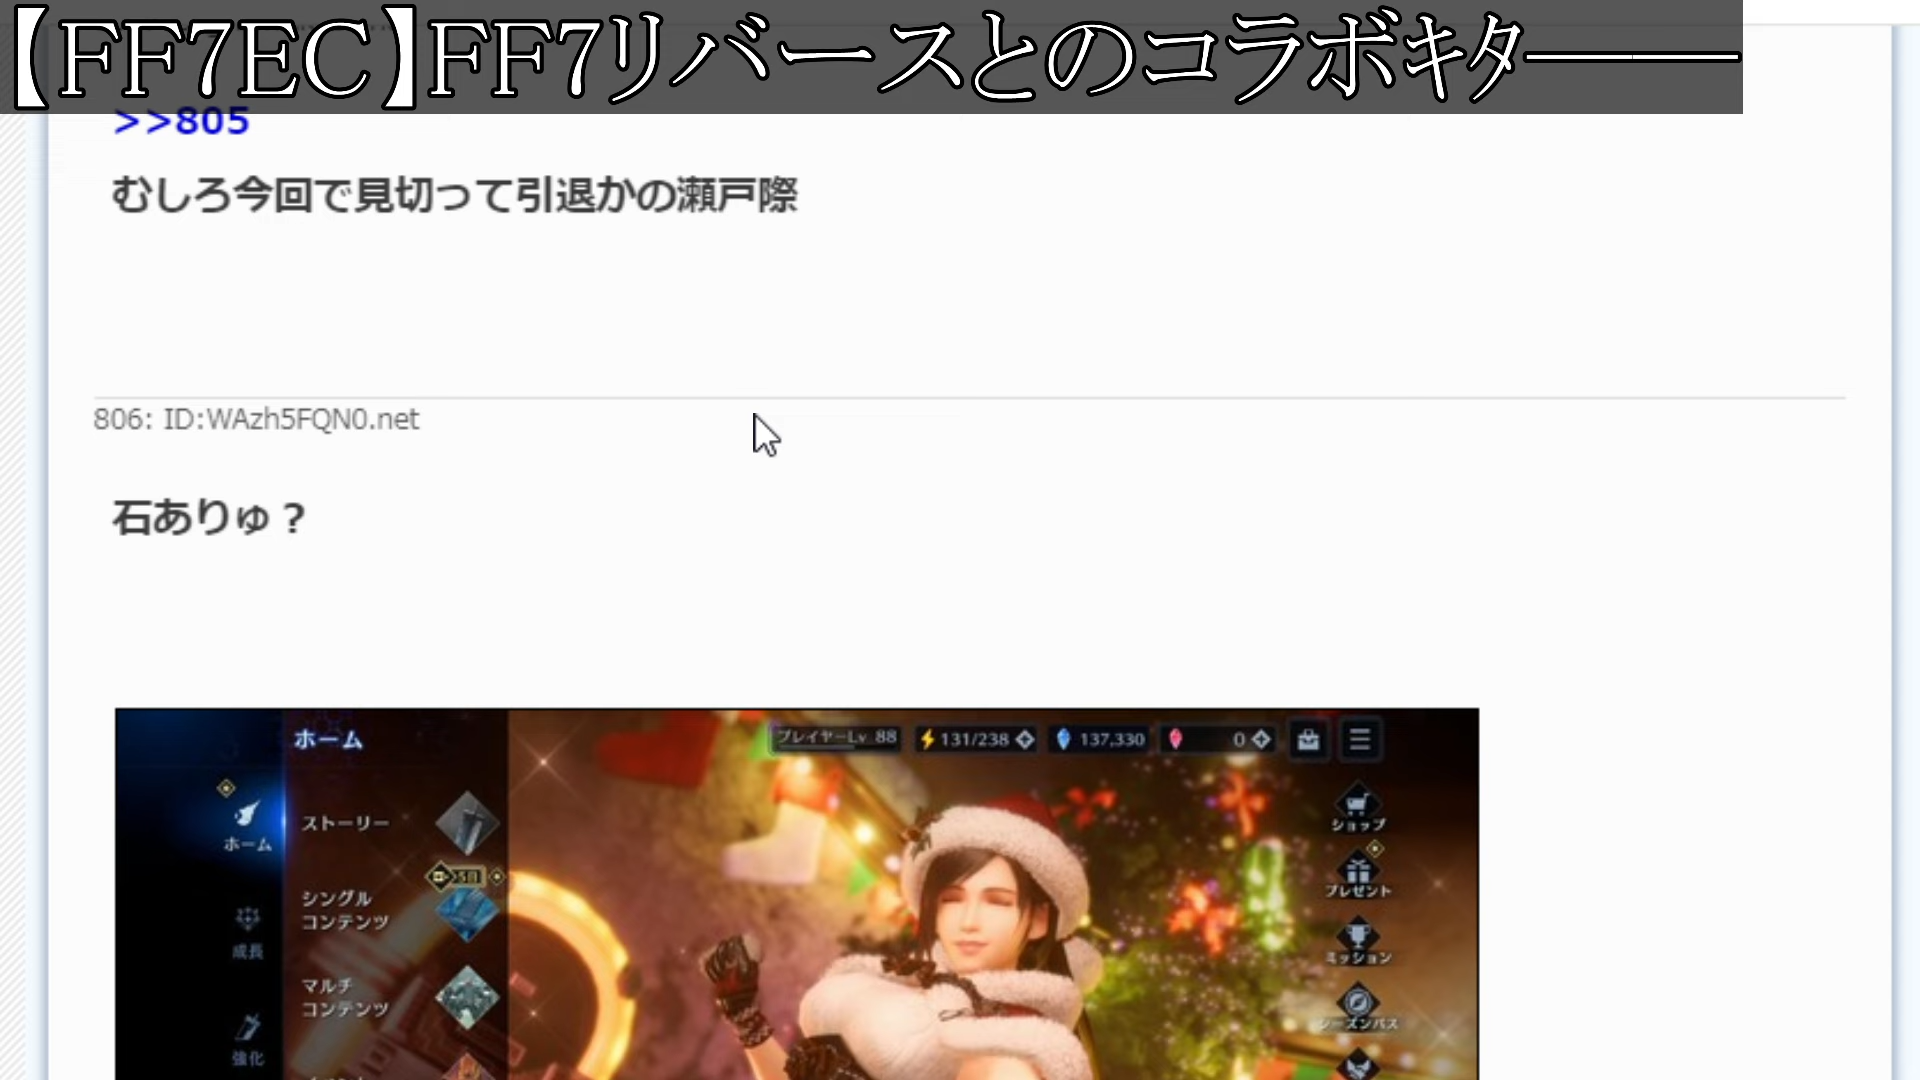 【FF7EC】FF7リバースとのコラボｷﾀ――
>>805
むしろ今回で見切って引退かの瀬戸際
806: ID:WAzh5FQN0.net
石ありゅ？
ホーム
プレイヤーLv 88
131/238
137,330
0
ホーム
ストーリー
ショップ
シングル
コンテンツ
プレゼント
成長
ミッション
マルチ
コンテンツ
シーズンパス
強化